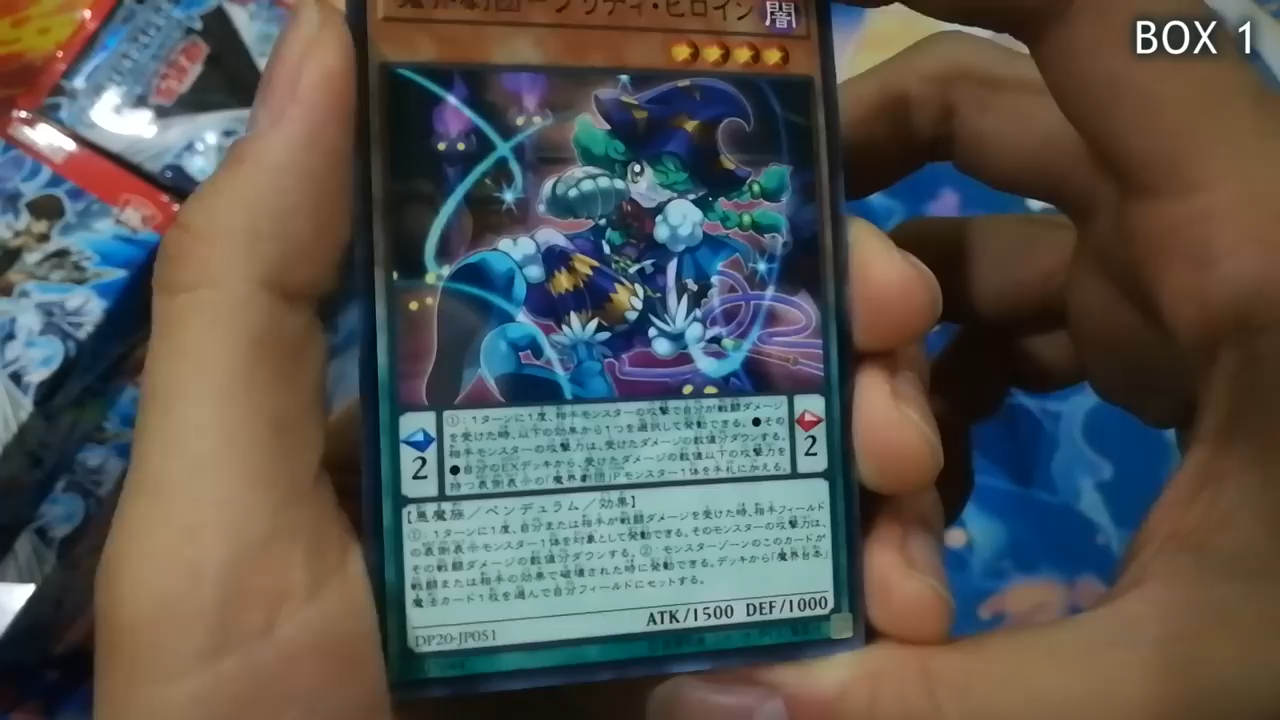 BOX 1
魔界劇団-プリティ・ヒロイン 闇
①:1ターンに1度、相手モンスターの攻撃で自分が戦闘ダメージ
を受けた時、以下の効果から1つを選択して発動できる。●その
相手モンスターの攻撃力は、受けたダメージの数値分ダウンする。
●自分のEXデッキから、受けたダメージの数値以下の攻撃力を
持つ表側表示の「魔界劇団」Pモンスター1体を手札に加える。
2
2
【悪魔族/ペンデュラム/効果】
①:1ターンに1度、自分または相手が戦闘ダメージを受けた時、相手フィールド
の表側表示モンスター1体を対象として発動できる。そのモンスターの攻撃力は、
その戦闘ダメージの数値分ダウンする。②:モンスターゾーンのこのカードが
戦闘または相手の効果で破壊された時に発動できる。デッキから「魔界台本」
魔法カード1枚を選んで自分フィールドにセットする。
ATK/1500 DEF/1000
DP20-JP051